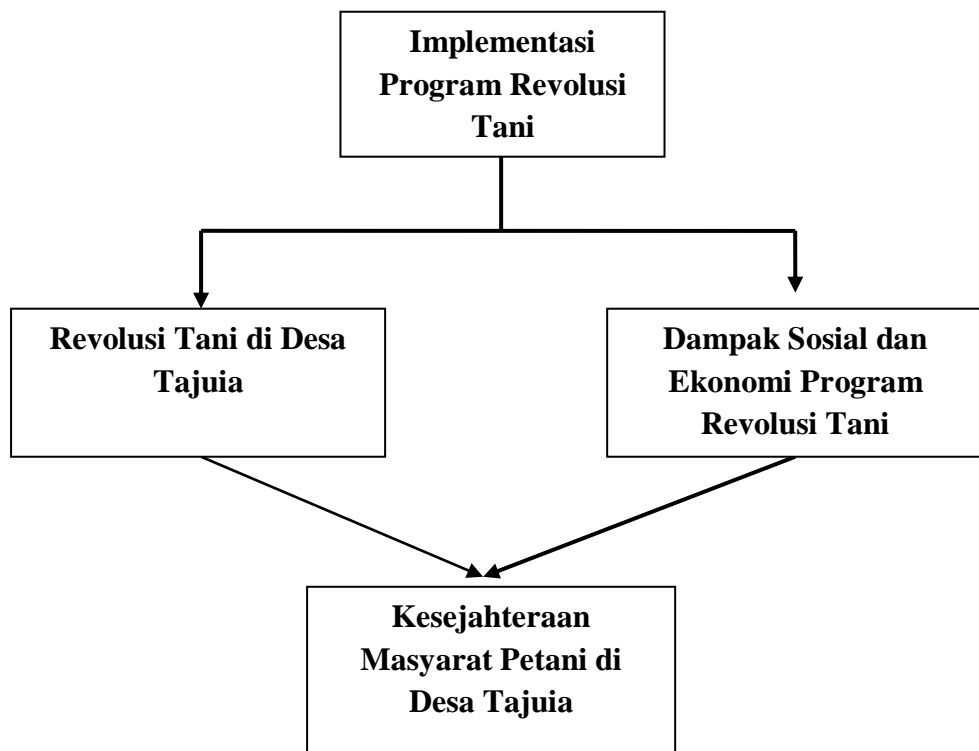 Implementasi
Program Revolusi
Tani
Revolusi Tani di Desa
Tajuia
Dampak Sosial dan
Ekonomi Program
Revolusi Tani
Kesejahteraan
Masyarat Petani di
Desa Tajuia